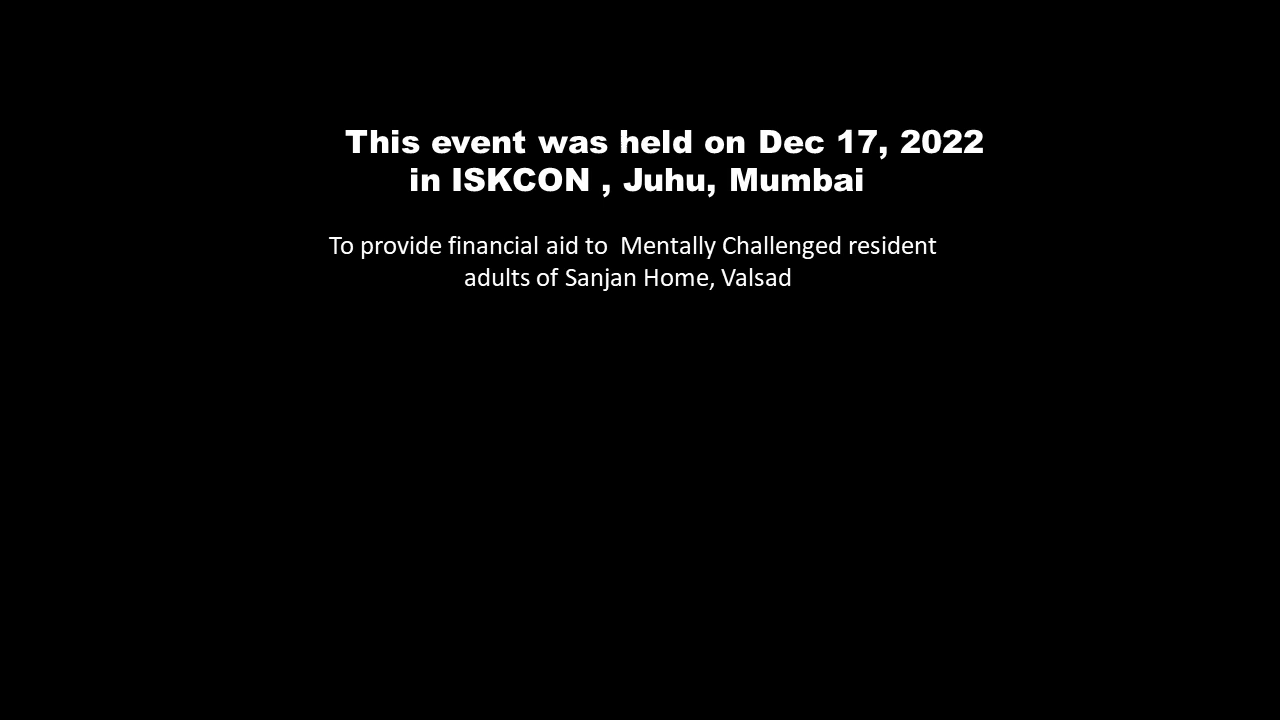 This event was held on Dec 17, 2022
in ISKCON , Juhu, Mumbai
To provide financial aid to  Mentally Challenged resident
adults of Sanjan Home, Valsad